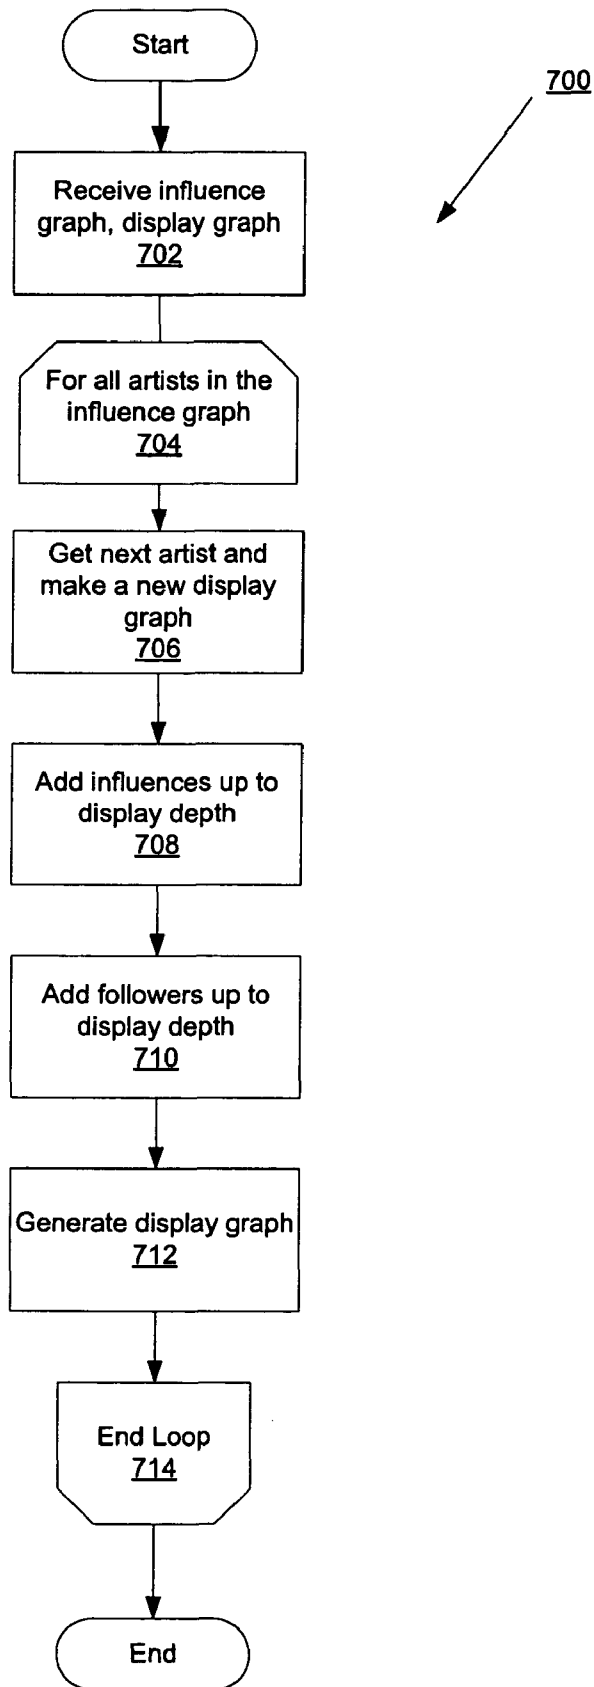 Start
700
Receive influence
graph, display graph
702
For all artists in the
influence graph
704
Get next artist and
make a new display
graph
706
Add influences up to
display depth
708
Add followers up to
display depth
710
Generate display graph
712
End Loop
714
End